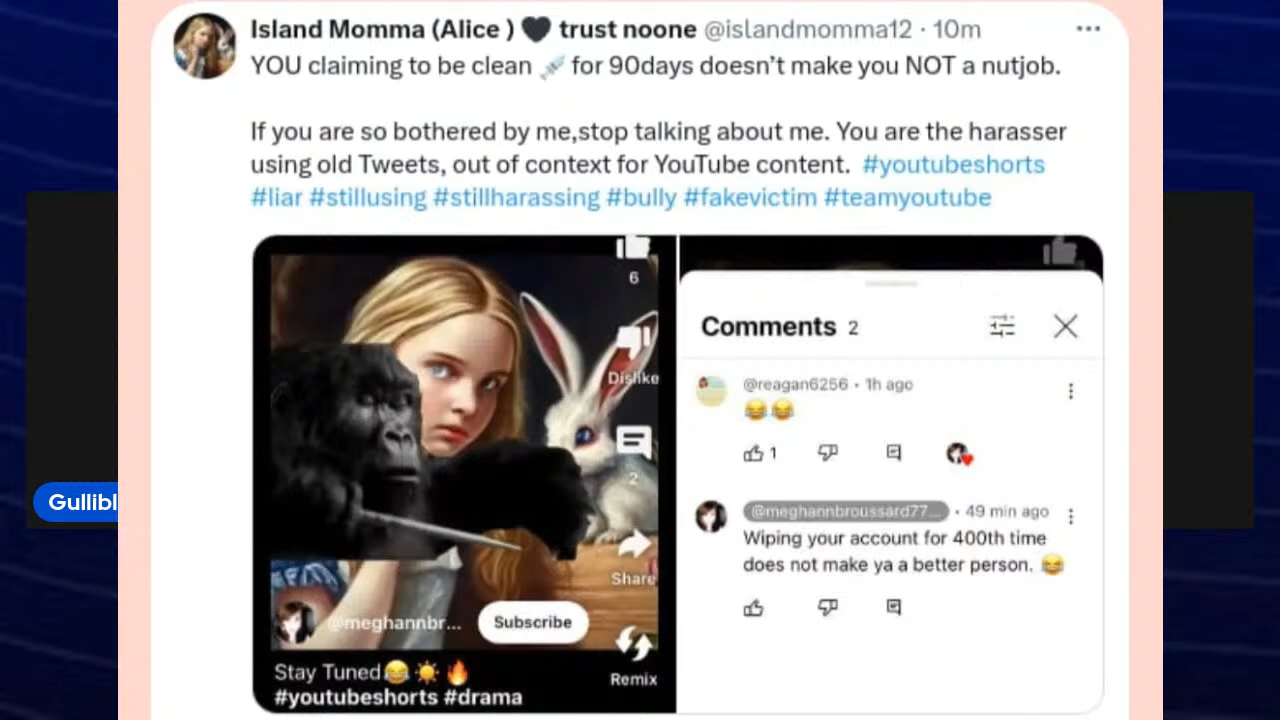 Island Momma (Alice ) 🖤 trust noone @islandmomma12 · 10m
YOU claiming to be clean 💉 for 90days doesn't make you NOT a nutjob.
If you are so bothered by me,stop talking about me. You are the harasser
using old Tweets, out of context for YouTube content. #youtubeshorts
#liar #stillusing #stillharassing #bully #fakevictim #teamyoutube
6
Dislike
2
Share
@meghannbr...
Subscribe
Stay Tuned😂☀️🔥
#youtubeshorts #drama
Remix
Comments 2
@reagan6256 • 1h ago
😂😂
1
@meghannbroussard77... • 49 min ago
Wiping your account for 400th time
does not make ya a better person. 😂
Gullibl